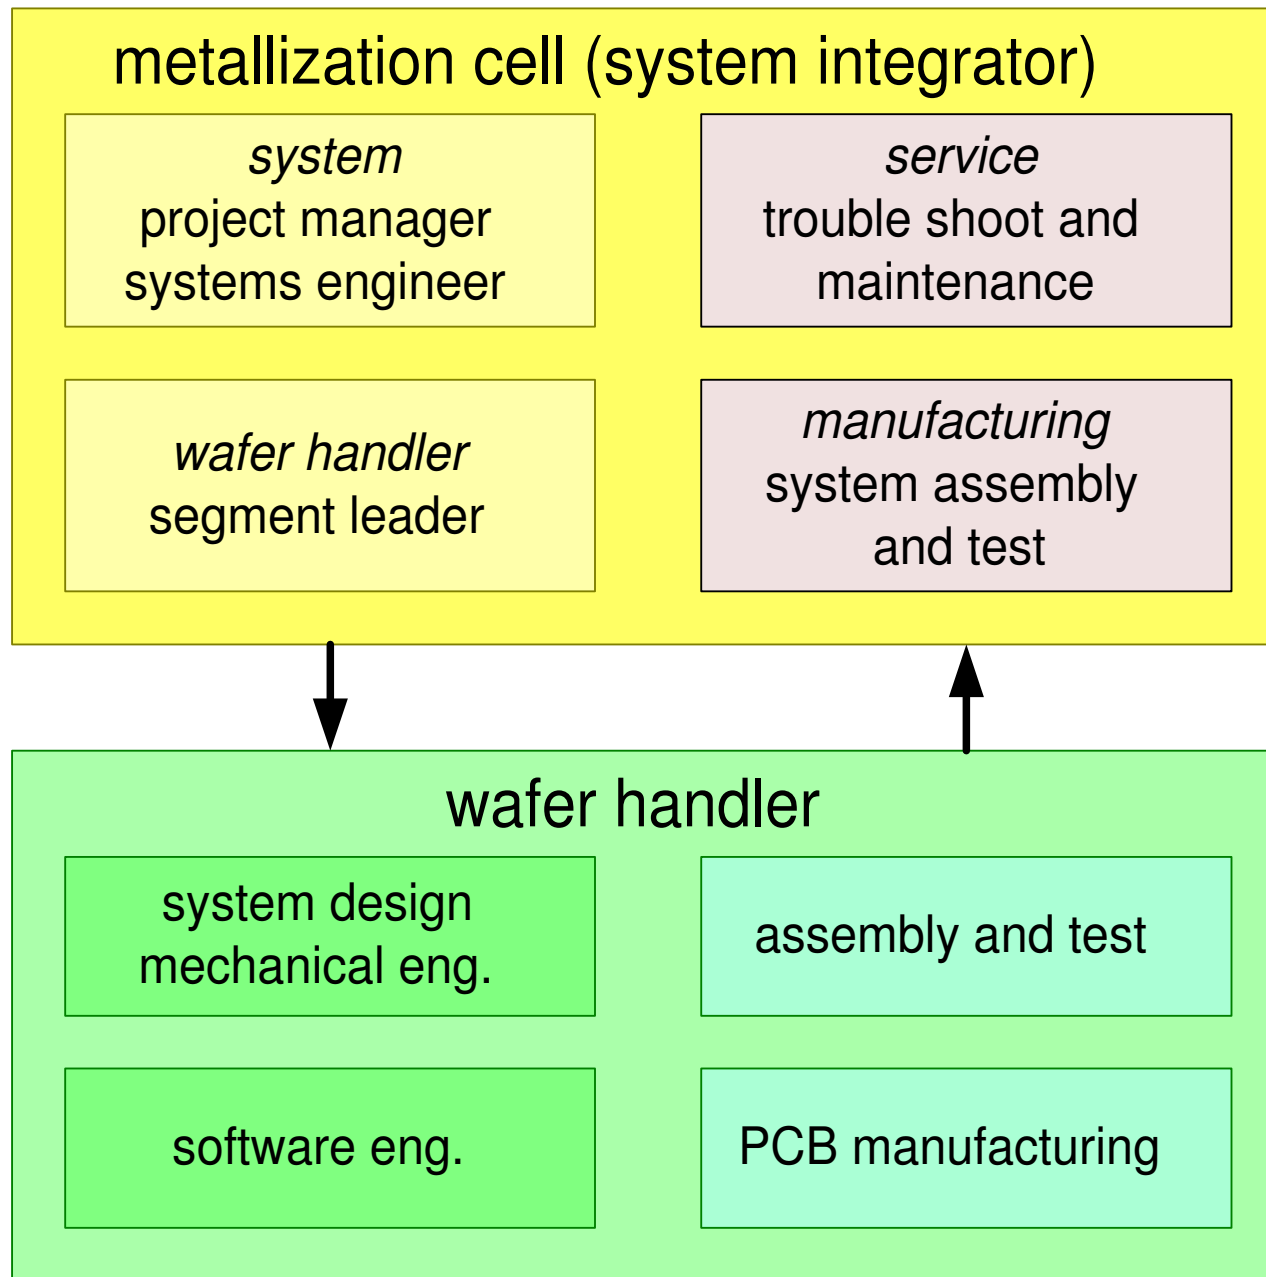 metallization cell (system integrator)
system
project manager
systems engineer
service
trouble shoot and
maintenance
wafer handler
segment leader
manufacturing
system assembly
and test
wafer handler
system design
mechanical eng.
assembly and test
software eng.
PCB manufacturing